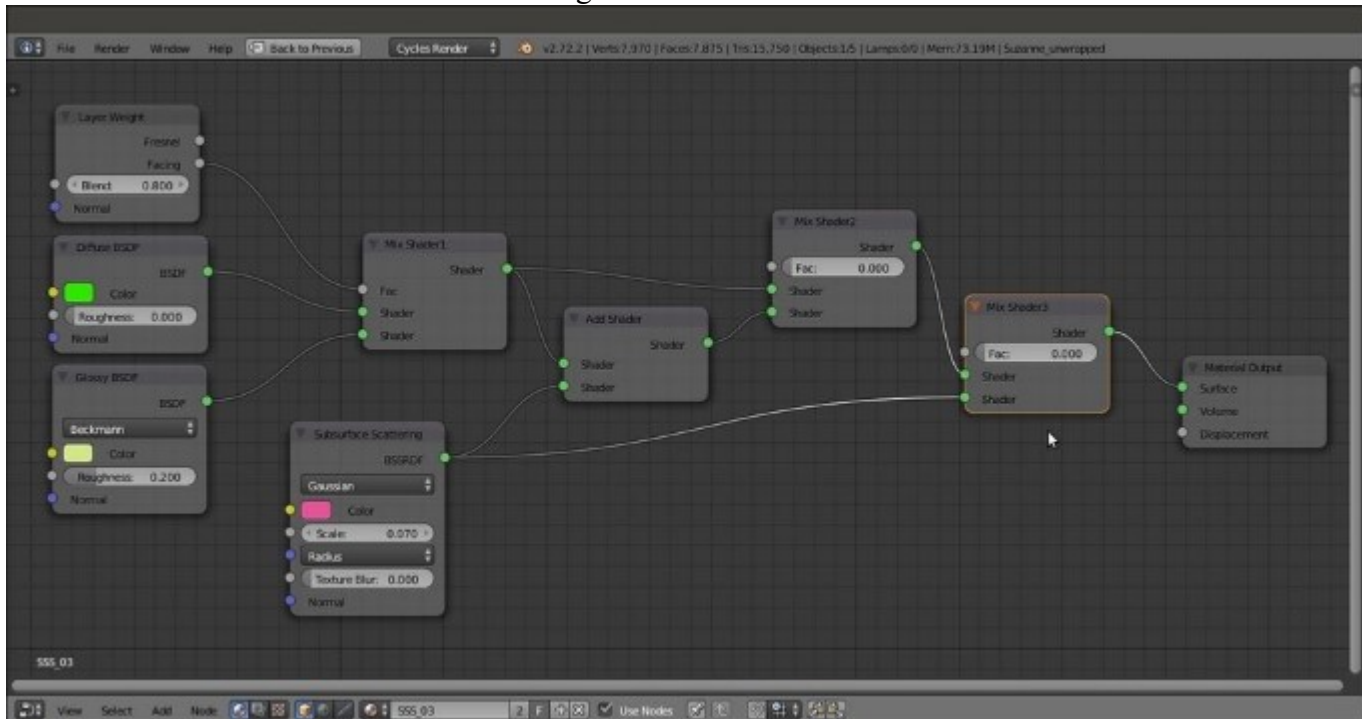 File Render Window Help Back to Previous Cycles Render v2.72.2 | Verts:7,970 | Faces:7,875 | Tris:15,750 | Objects:1/5 | Lamps:0/0 | Mem:73.19M | Suzanne_unwrapped
Layer Weight
Fresnel
Facing
Blend: 0.800
Normal
Diffuse BSDF
BSDF
Color
Roughness: 0.000
Normal
Glossy BSDF
BSDF
Beckmann
Color
Roughness: 0.200
Normal
Mix Shader1
Shader
Fac
Shader
Shader
Subsurface Scattering
BSSRDF
Gaussian
Color
Scale: 0.070
Radius
Texture Blur: 0.000
Normal
Add Shader
Shader
Shader
Shader
Mix Shader2
Shader
Fac: 0.000
Shader
Shader
Mix Shader3
Shader
Fac: 0.000
Shader
Shader
Material Output
Surface
Volume
Displacement
SSS_03
View Select Add Node SSS_03 2 F Use Nodes